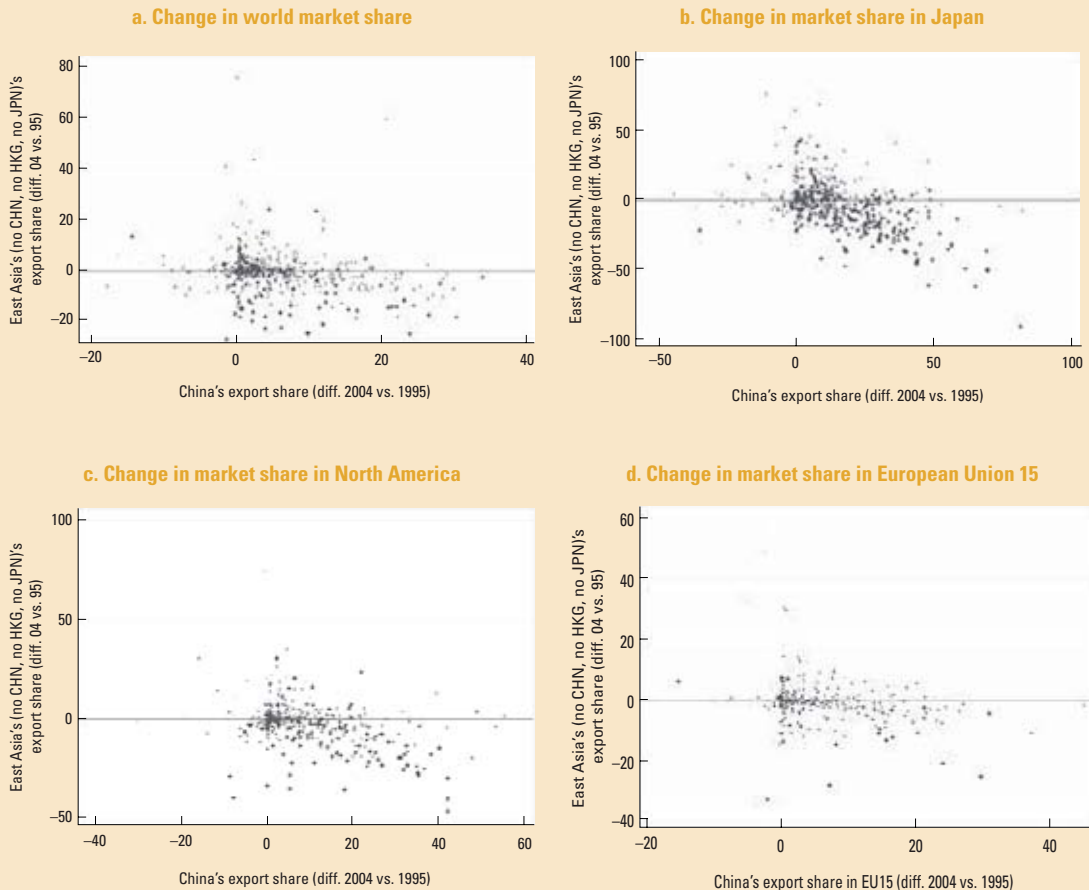 a. Change in world market share
East Asia's (no CHN, no HKG, no JPN)'s
export share (diff. 04 vs. 95)
80
60
40
20
0
–20
–20
0
20
40
China's export share (diff. 2004 vs. 1995)
b. Change in market share in Japan
East Asia's (no CHN, no HKG, no JPN)'s
export share (diff. 04 vs. 95)
100
50
0
–50
–100
–50
0
50
100
China's export share (diff. 2004 vs. 1995)
c. Change in market share in North America
East Asia's (no CHN, no HKG, no JPN)'s
export share (diff. 04 vs. 95)
100
50
0
–50
–40
–20
0
20
40
60
China's export share (diff. 2004 vs. 1995)
d. Change in market share in European Union 15
East Asia's (no CHN, no HKG, no JPN)'s
export share (diff. 04 vs. 95)
60
40
20
0
–20
–40
–20
0
20
40
China's export share in EU15 (diff. 2004 vs. 1995)